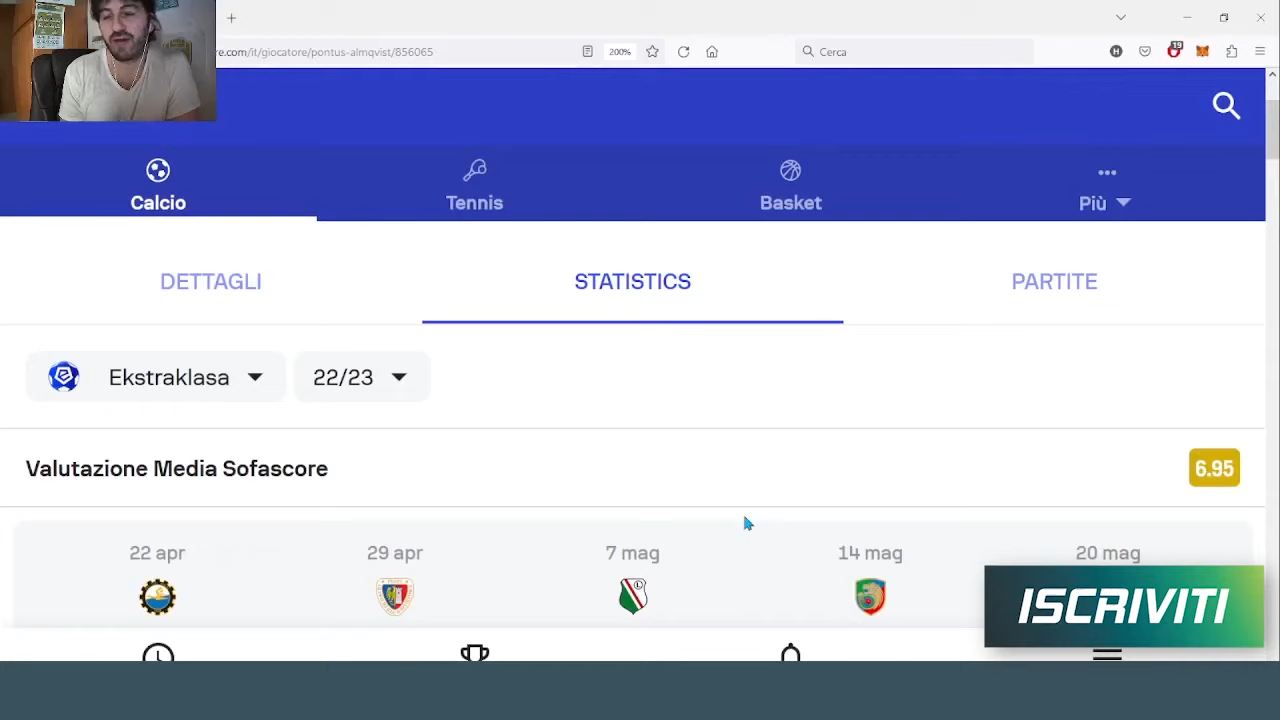 re.com/it/giocatore/pontus-almqvist/856065
200%
Cerca
19
Calcio
Tennis
Basket
Più
DETTAGLI
STATISTICS
PARTITE
Ekstraklasa
22/23
Valutazione Media Sofascore
6.95
22 apr
29 apr
7 mag
14 mag
20 mag
ISCRIVITI